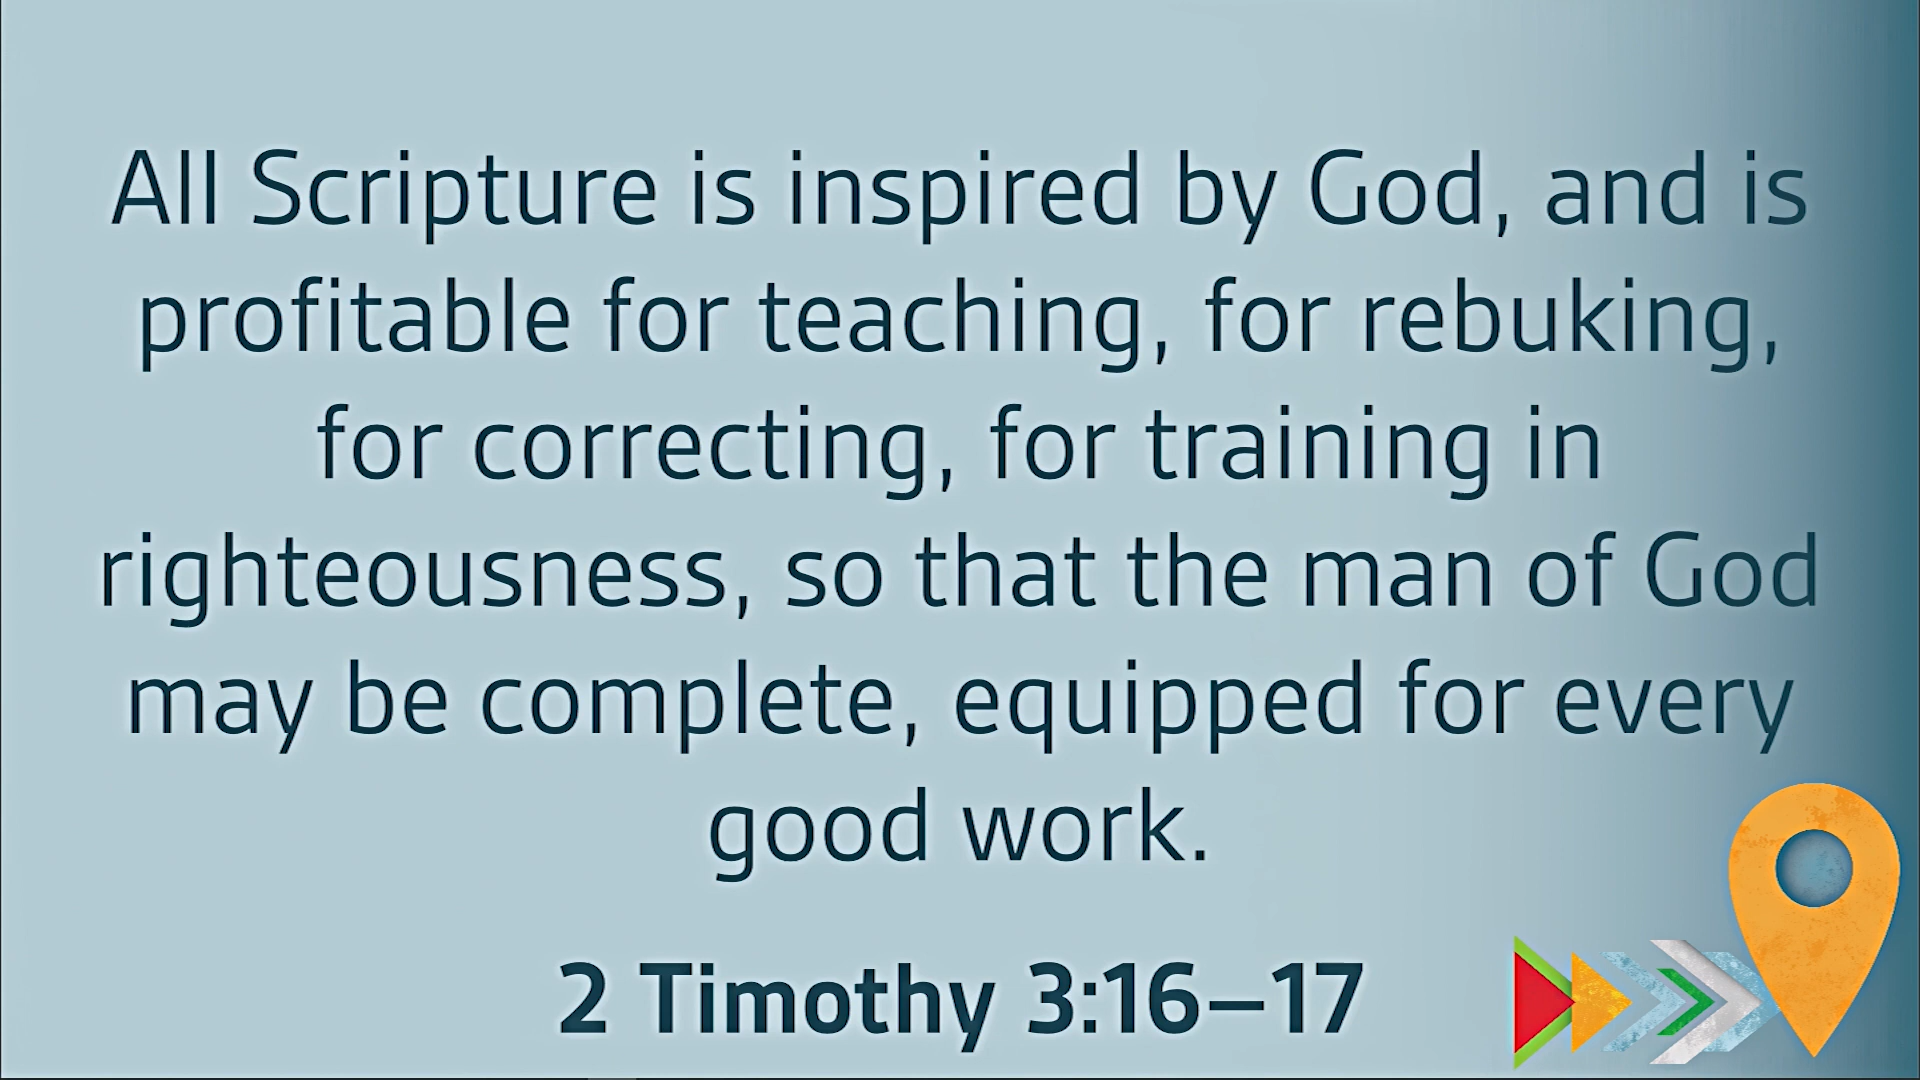 All Scripture is inspired by God, and is
profitable for teaching, for rebuking,
for correcting, for training in
righteousness, so that the man of God
may be complete, equipped for every
good work.
2 Timothy 3:16–17